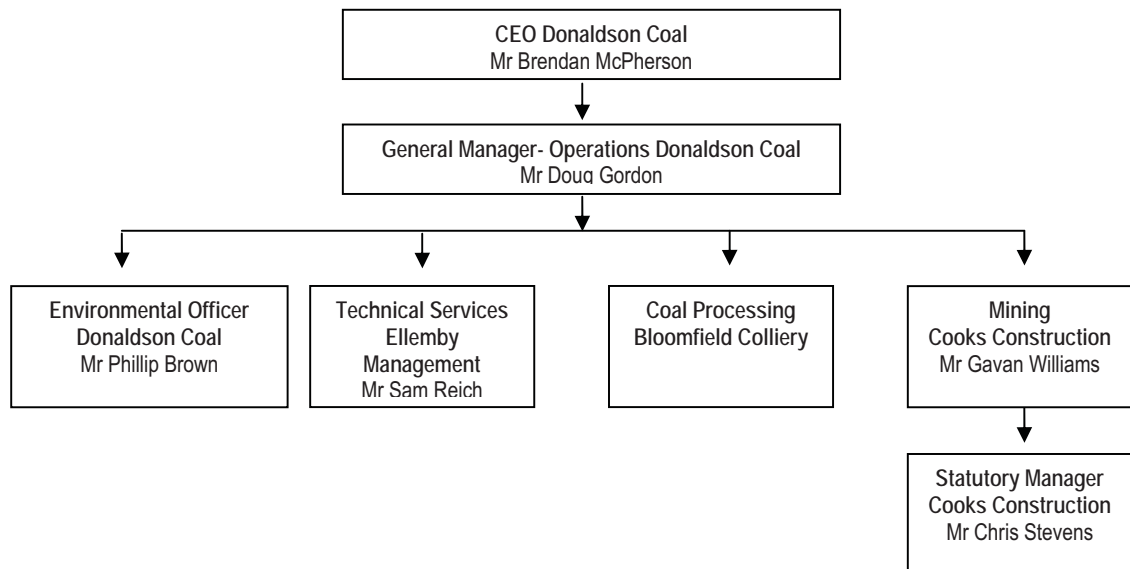 CEO Donaldson Coal
Mr Brendan McPherson
General Manager- Operations Donaldson Coal
Mr Doug Gordon
Environmental Officer
Donaldson Coal
Mr Phillip Brown
Technical Services
Ellemby
Management
Mr Sam Reich
Coal Processing
Bloomfield Colliery
Mining
Cooks Construction
Mr Gavan Williams
Statutory Manager
Cooks Construction
Mr Chris Stevens